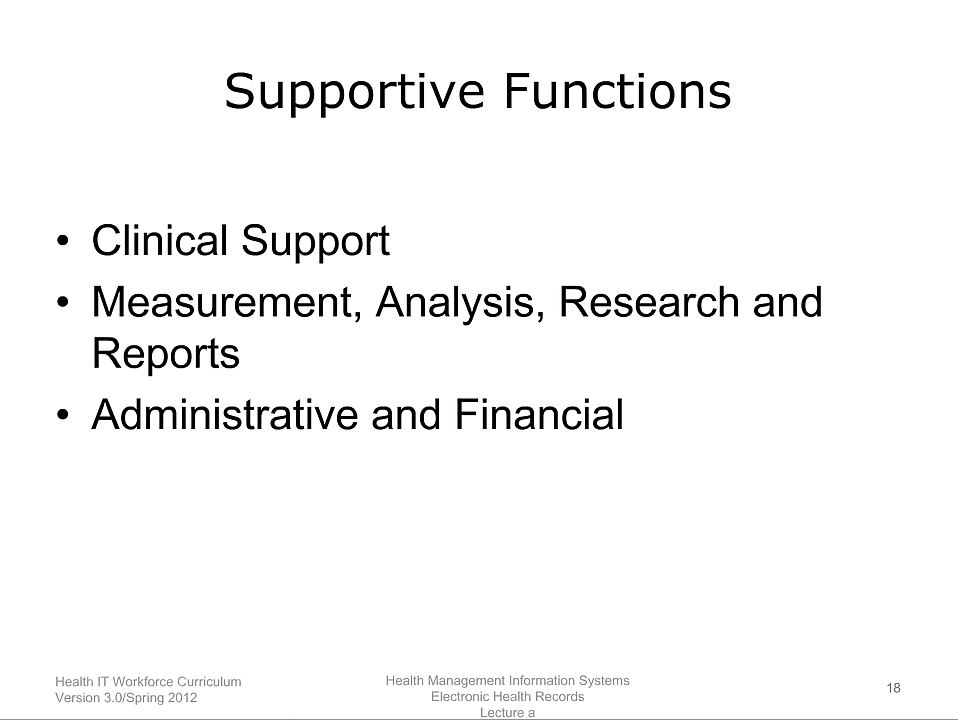 Supportive Functions
• Clinical Support
• Measurement, Analysis, Research and
Reports
• Administrative and Financial
Health IT Workforce Curriculum
Version 3.0/Spring 2012
Health Management Information Systems
Electronic Health Records
Lecture a
18